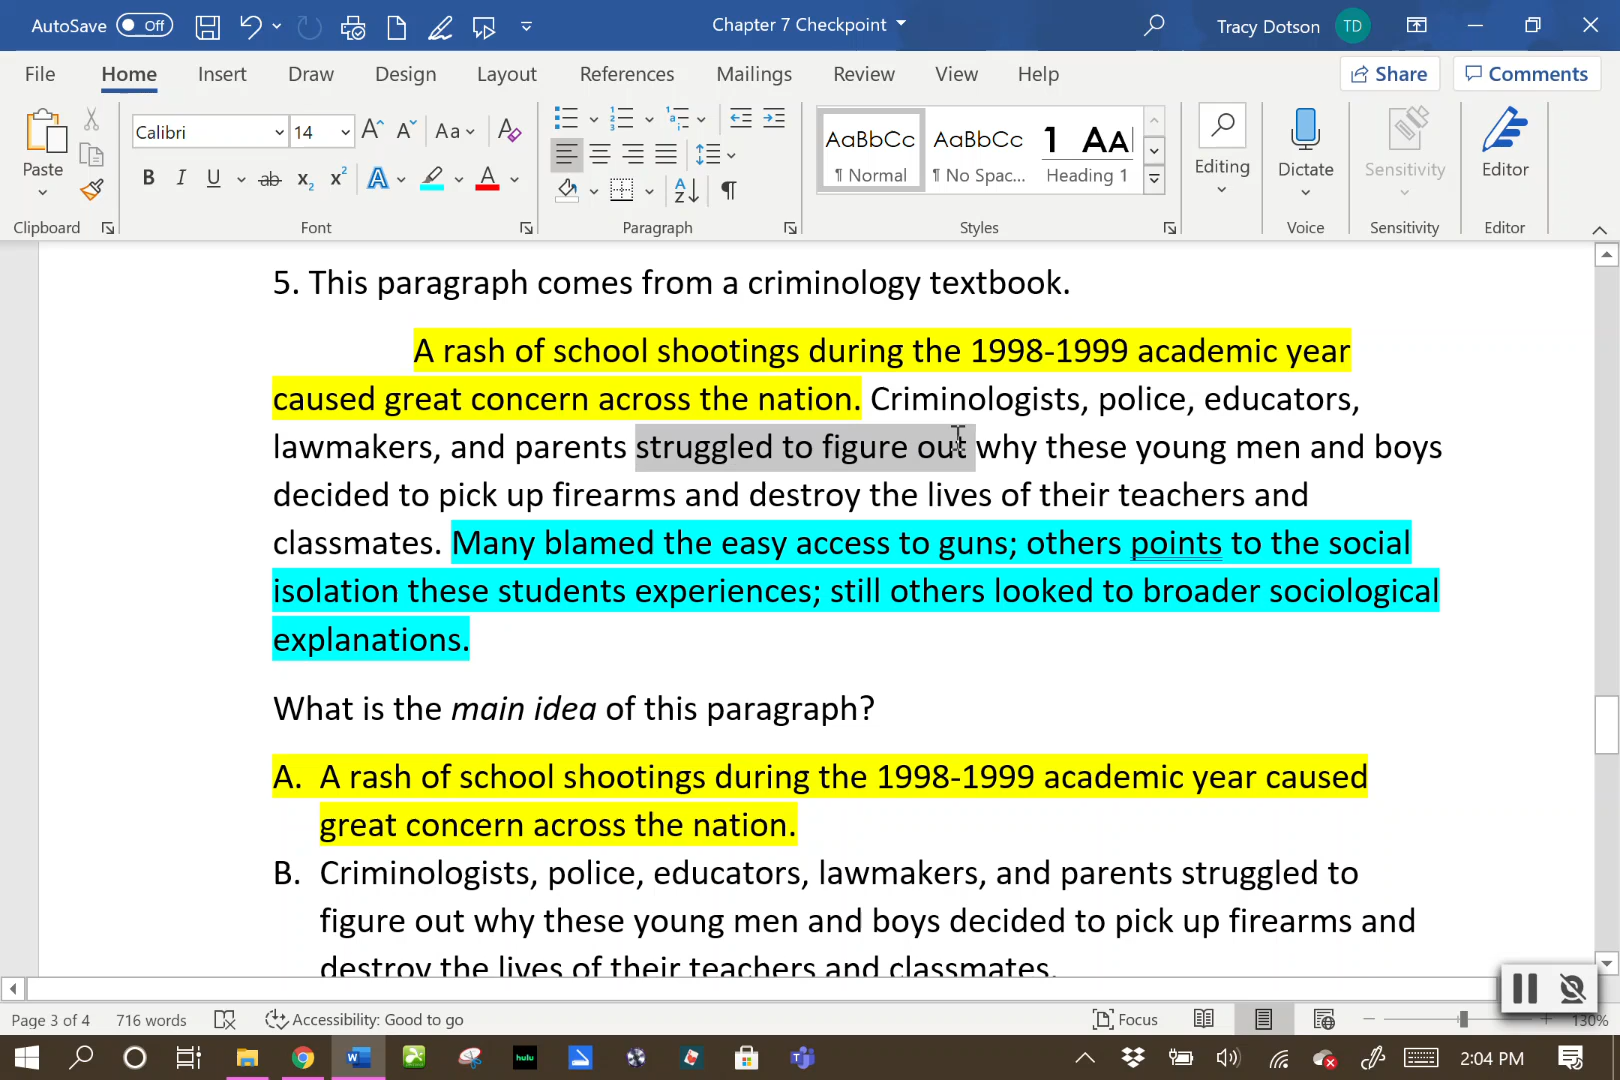 AutoSave Off Chapter 7 Checkpoint Tracy Dotson TD
File Home Insert Draw Design Layout References Mailings Review View Help Share Comments
Calibri 14 Aa
AaBbCc AaBbCc 1 AA
Paste ¶ Normal ¶ No Spac... Heading 1 Editing Dictate Sensitivity Editor
Clipboard Font Paragraph Styles Voice Sensitivity Editor
5. This paragraph comes from a criminology textbook.
A rash of school shootings during the 1998-1999 academic year
caused great concern across the nation. Criminologists, police, educators,
lawmakers, and parents struggled to figure out why these young men and boys
decided to pick up firearms and destroy the lives of their teachers and
classmates. Many blamed the easy access to guns; others points to the social
isolation these students experiences; still others looked to broader sociological
explanations.
What is the main idea of this paragraph?
A. A rash of school shootings during the 1998-1999 academic year caused
great concern across the nation.
B. Criminologists, police, educators, lawmakers, and parents struggled to
figure out why these young men and boys decided to pick up firearms and
destroy the lives of their teachers and classmates.
Page 3 of 4 716 words Accessibility: Good to go Focus 130%
hulu 2:04 PM